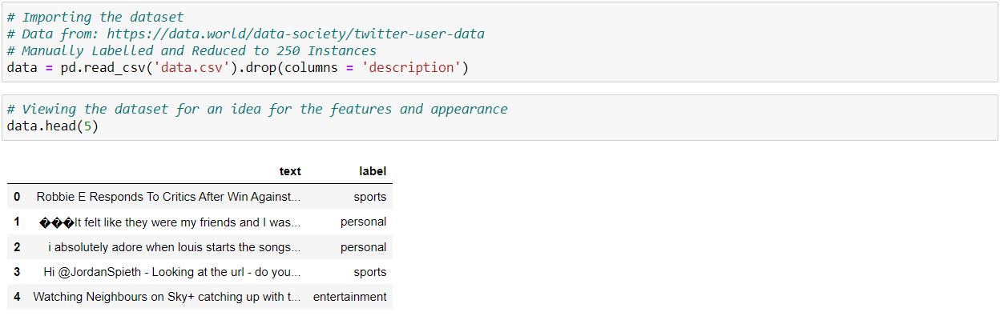 # Importing the dataset
# Data from: https://data.world/data-society/twitter-user-data
# Manually Labelled and Reduced to 250 Instances
data = pd.read_csv('data.csv').drop(columns = 'description')
# Viewing the dataset for an idea for the features and appearance
data.head(5)
text label
0 Robbie E Responds To Critics After Win Against... sports
1 ���It felt like they were my friends and I was... personal
2 i absolutely adore when louis starts the songs... personal
3 Hi @JordanSpieth - Looking at the url - do you... sports
4 Watching Neighbours on Sky+ catching up with t... entertainment